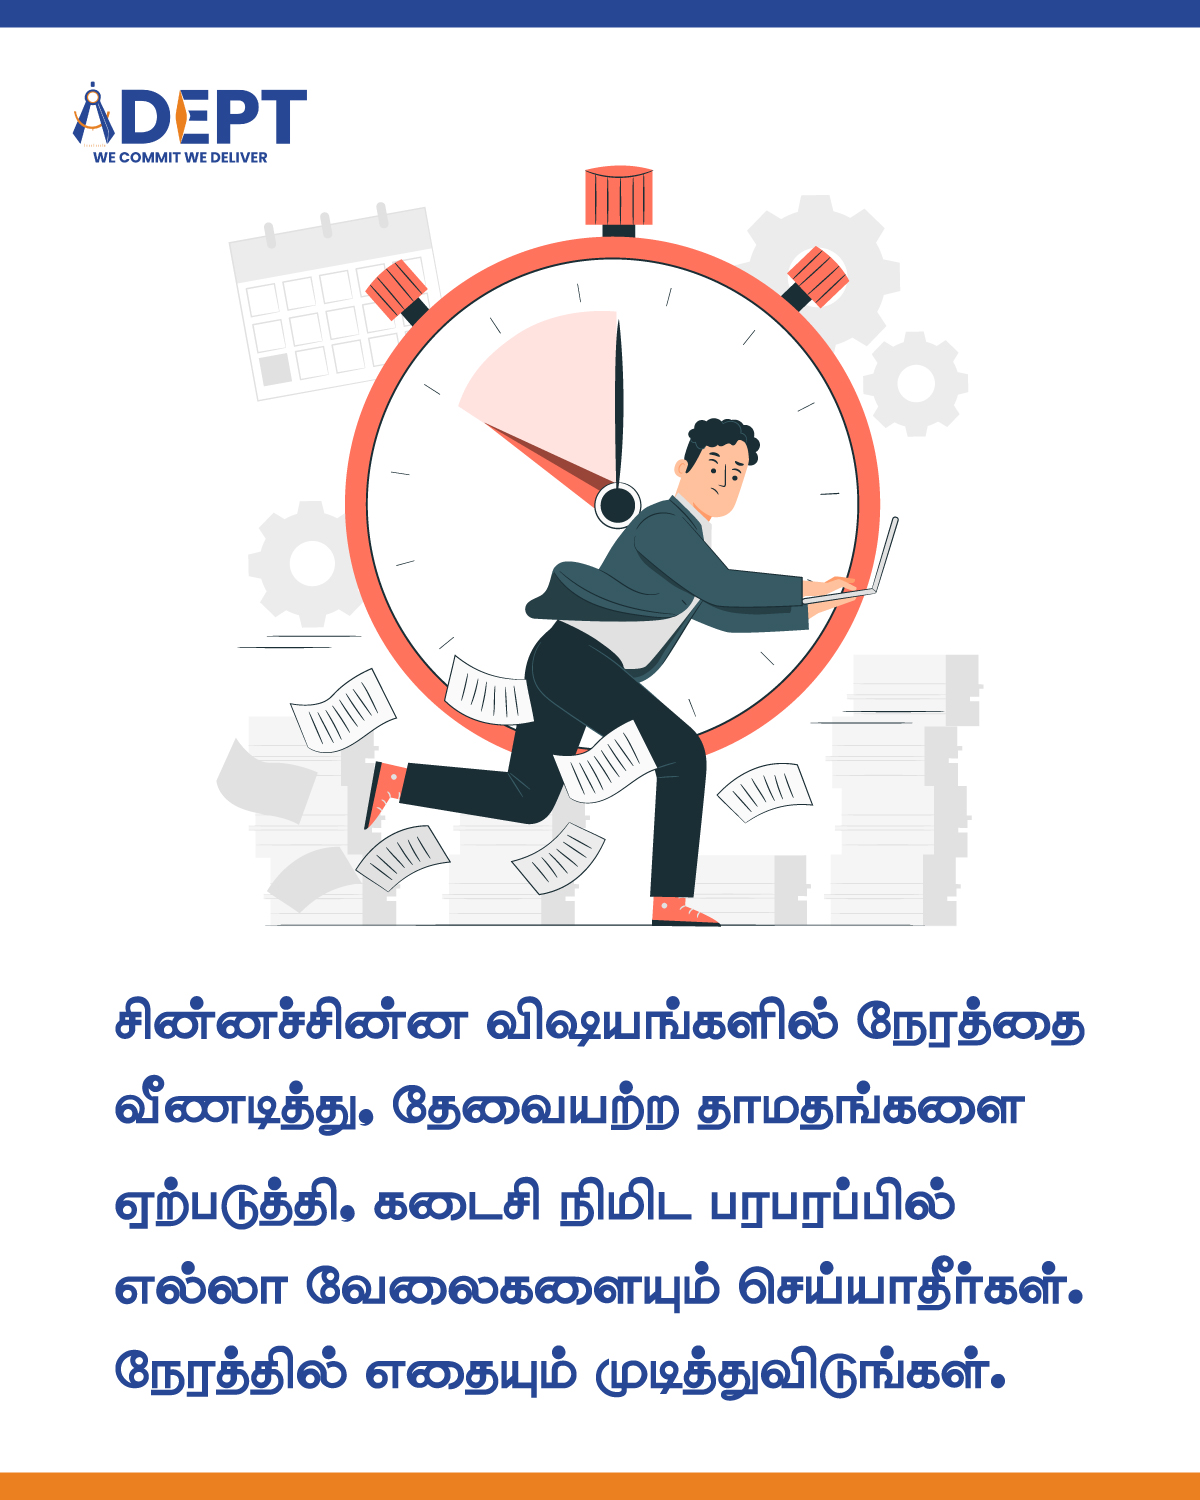 ADEPT
WE COMMIT WE DELIVER
சின்னச்சின்ன விஷயங்களில் நேரத்தை
வீணடித்து, தேவையற்ற தாமதங்களை
ஏற்படுத்தி, கடைசி நிமிட பரபரப்பில்
எல்லா வேலைகளையும் செய்யாதீர்கள்.
நேரத்தில் எதையும் முடித்துவிடுங்கள்.